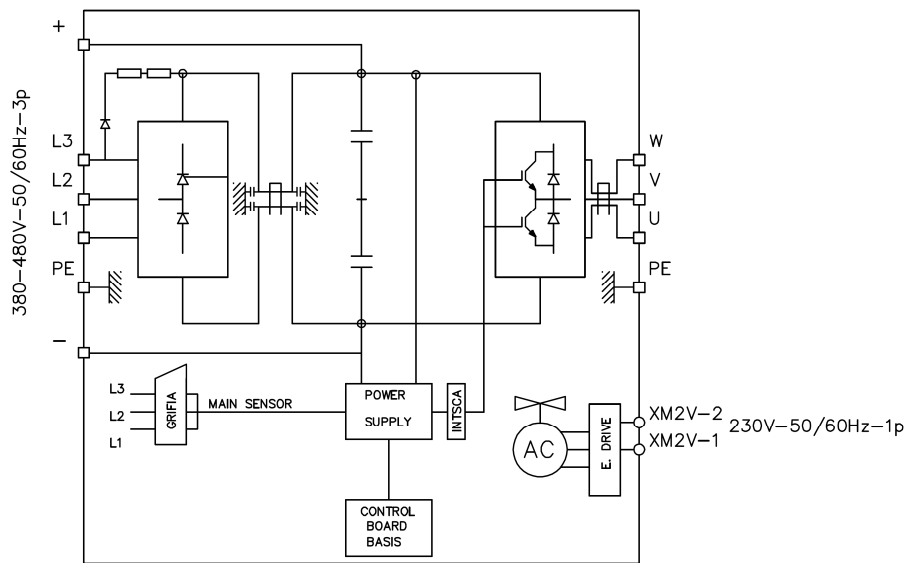 +
380-480V-50/60Hz-3p
L3
L2
L1
PE
-
W
V
U
PE
L3
L2
L1
GRIFIA
MAIN SENSOR
POWER
SUPPLY
INTSCA
CONTROL
BOARD
BASIS
AC
E. DRIVE
XM2V-2
XM2V-1
230V-50/60Hz-1p